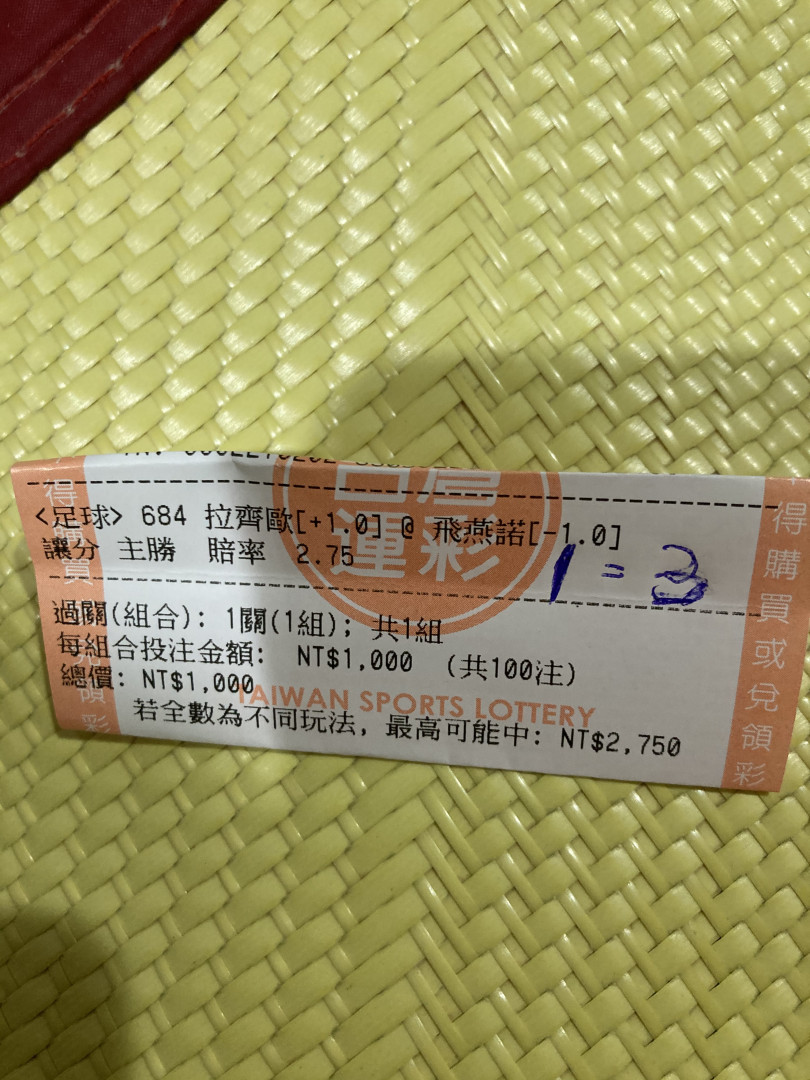 <足球> 684 拉齊歐[+1.0] @ 飛燕諾[-1.0]
讓分 主勝 賠率 2.75
1 = 3
過關(組合): 1關(1組); 共1組
每組合投注金額: NT$1,000 (共100注)
總價: NT$1,000
TAIWAN SPORTS LOTTERY
若全數為不同玩法, 最高可能中: NT$2,750
運彩
得購買或兌領彩